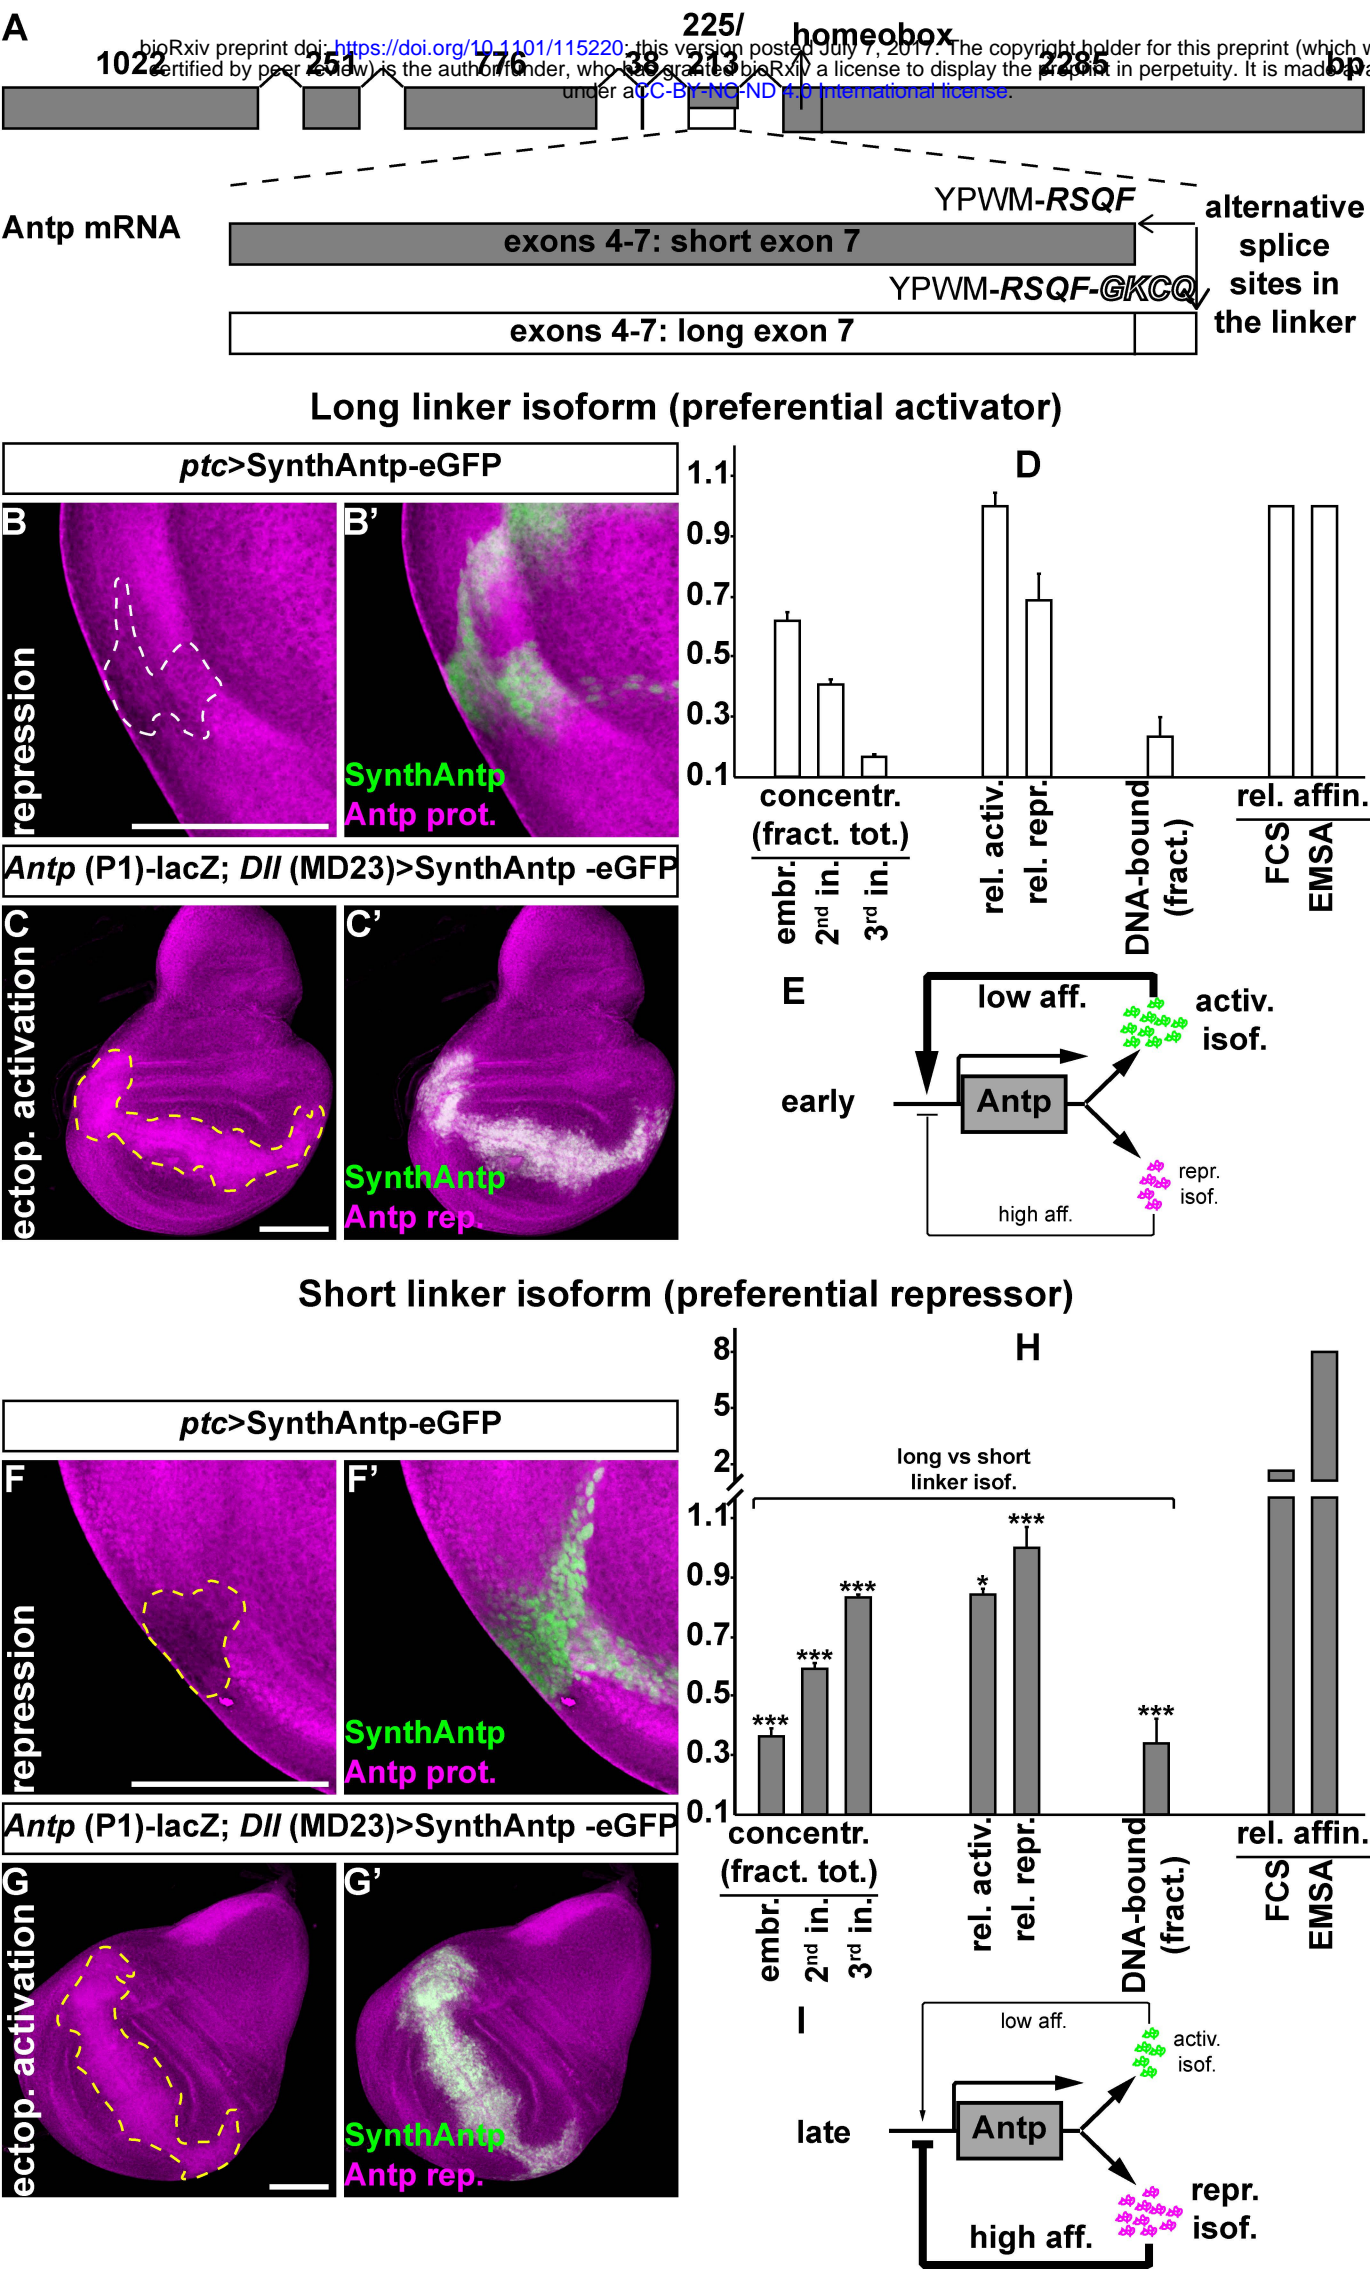 A
225/
homeobox
bioRxiv preprint doi: https://doi.org/10.1101/115220; this version posted July 7, 2017. The copyright holder for this preprint (which w
1022 251 776 38 213 2285 bp
certified by peer review) is the author/funder, who has granted bioRxiv a license to display the preprint in perpetuity. It is made ava
under aCC-BY-NC-ND 4.0 International license.
YPWM-RSQF
Antp mRNA
exons 4-7: short exon 7
YPWM-RSQF-GKCQ
exons 4-7: long exon 7
alternative
splice
sites in
the linker
Long linker isoform (preferential activator)
ptc>SynthAntp-eGFP
B
repression
B’
SynthAntp
Antp prot.
Antp (P1)-lacZ; Dll (MD23)>SynthAntp -eGFP
C
ectop. activation
C’
SynthAntp
Antp rep.
D
1.1
0.9
0.7
0.5
0.3
0.1
concentr.
(fract. tot.)
embr.
2nd in.
3rd in.
rel. activ.
rel. repr.
DNA-bound
(fract.)
rel. affin.
FCS
EMSA
E
low aff.
activ.
isof.
early
Antp
repr.
isof.
high aff.
Short linker isoform (preferential repressor)
ptc>SynthAntp-eGFP
F
repression
F’
SynthAntp
Antp prot.
Antp (P1)-lacZ; Dll (MD23)>SynthAntp -eGFP
G
ectop. activation
G’
SynthAntp
Antp rep.
H
8
5
2
1.1
0.9
0.7
0.5
0.3
0.1
long vs short
linker isof.
***
***
***
*
***
***
concentr.
(fract. tot.)
embr.
2nd in.
3rd in.
rel. activ.
rel. repr.
DNA-bound
(fract.)
rel. affin.
FCS
EMSA
I
low aff.
activ.
isof.
late
Antp
repr.
isof.
high aff.